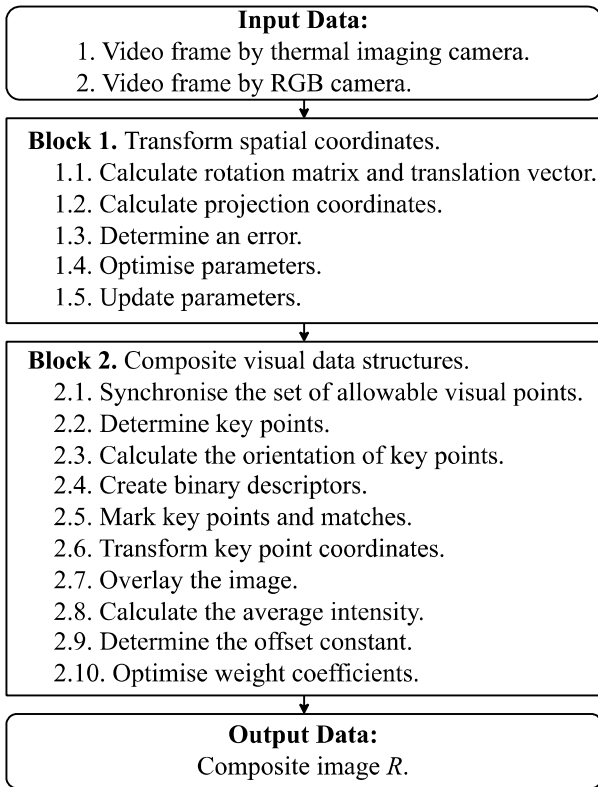 Input Data:
1. Video frame by thermal imaging camera.
2. Video frame by RGB camera.
Block 1. Transform spatial coordinates.
1.1. Calculate rotation matrix and translation vector.
1.2. Calculate projection coordinates.
1.3. Determine an error.
1.4. Optimise parameters.
1.5. Update parameters.
Block 2. Composite visual data structures.
2.1. Synchronise the set of allowable visual points.
2.2. Determine key points.
2.3. Calculate the orientation of key points.
2.4. Create binary descriptors.
2.5. Mark key points and matches.
2.6. Transform key point coordinates.
2.7. Overlay the image.
2.8. Calculate the average intensity.
2.9. Determine the offset constant.
2.10. Optimise weight coefficients.
Output Data:
Composite image R.